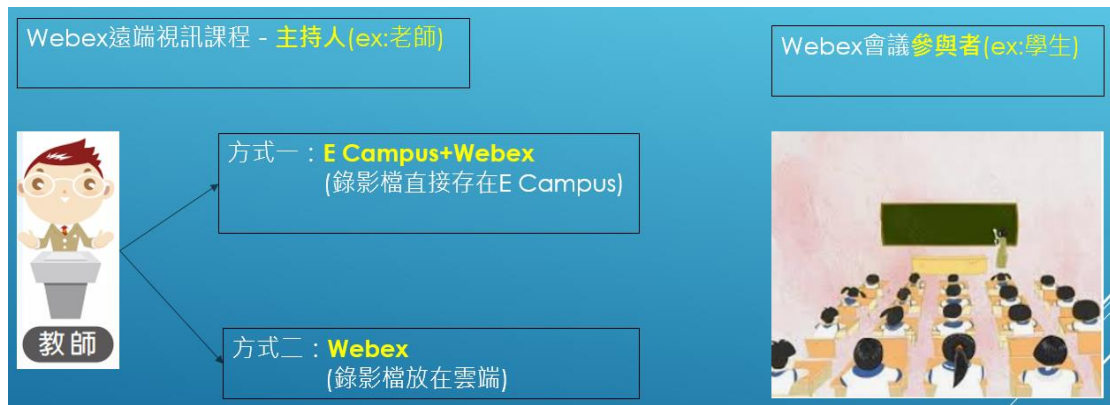 Webex遠端視訊課程 - 主持人(ex:老師)
Webex會議參與者(ex:學生)
方式一：E Campus+Webex
(錄影檔直接存在E Campus)
教師
方式二：Webex
(錄影檔放在雲端)